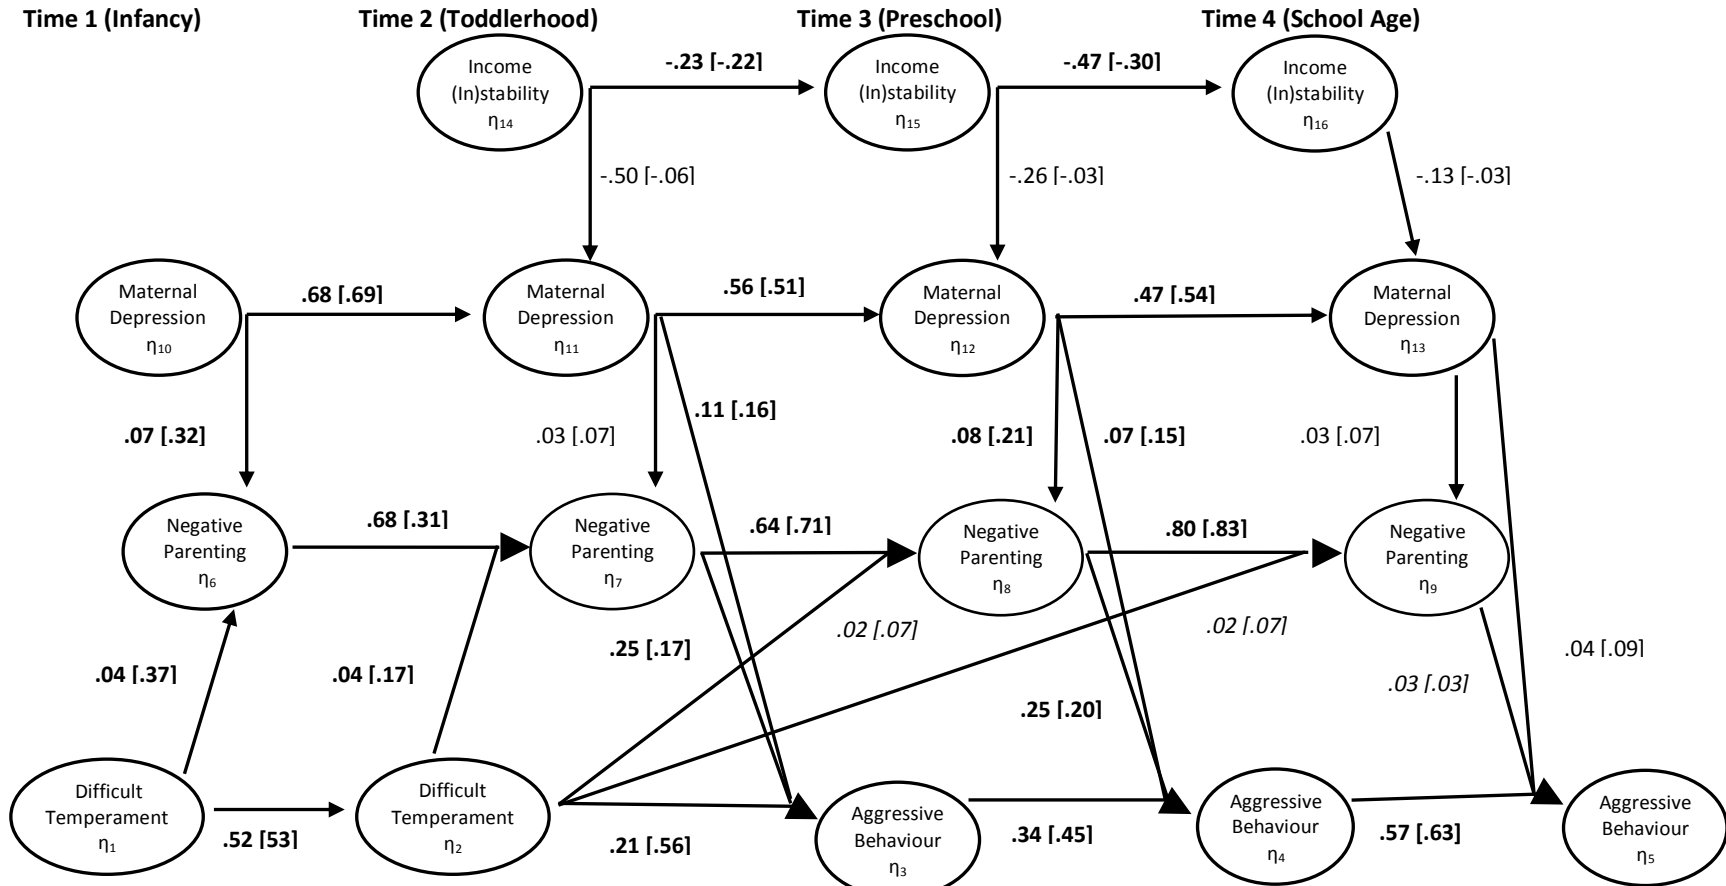 Time 1 (Infancy) Time 2 (Toddlerhood) Time 3 (Preschool) Time 4 (School Age)
Income
(In)stability
η14
-.23 [-.22]
Income
(In)stability
η15
-.47 [-.30]
Income
(In)stability
η16
-.50 [-.06]
-.26 [-.03]
-.13 [-.03]
Maternal
Depression
η10
.68 [.69]
Maternal
Depression
η11
.56 [.51]
Maternal
Depression
η12
.47 [.54]
Maternal
Depression
η13
.07 [.32]
.03 [.07]
.11 [.16]
.08 [.21]
.07 [.15]
.03 [.07]
Negative
Parenting
η6
.68 [.31]
Negative
Parenting
η7
.64 [.71]
Negative
Parenting
η8
.80 [.83]
Negative
Parenting
η9
.04 [.37]
.04 [.17]
.25 [.17]
.02 [.07]
.02 [.07]
.25 [.20]
.03 [.03]
.04 [.09]
Difficult
Temperament
η1
.52 [53]
Difficult
Temperament
η2
.21 [.56]
Aggressive
Behaviour
η3
.34 [.45]
Aggressive
Behaviour
η4
.57 [.63]
Aggressive
Behaviour
η5